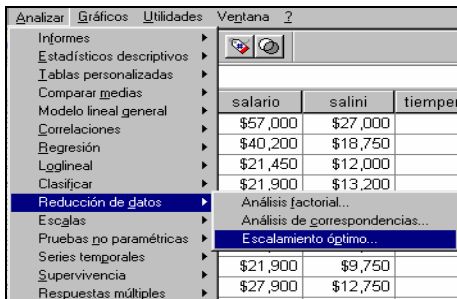 Analizar Gráficos Utilidades Ventana ?
Informes
Estadísticos descriptivos
Tablas personalizadas
Comparar medias
Modelo lineal general
Correlaciones
Regresión
Loglineal
Clasificar
Reducción de datos
Escalas
Pruebas no paramétricas
Series temporales
Supervivencia
Respuestas múltiples
Análisis factorial...
Análisis de correspondencias...
Escalamiento óptimo...
salario salini tiemper
$57,000 $27,000
$40,200 $18,750
$21,450 $12,000
$21,900 $13,200
$21,900 $9,750
$27,900 $12,750